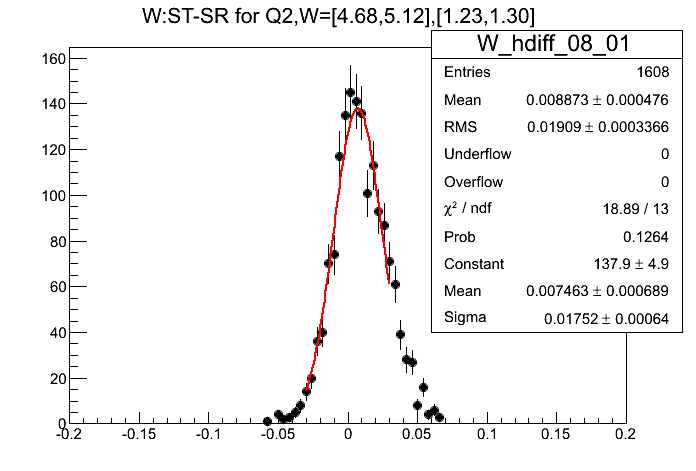 W:ST-SR for Q2,W=[4.68,5.12],[1.23,1.30]
W_hdiff_08_01
Entries 1608
Mean 0.008873 ± 0.000476
RMS 0.01909 ± 0.0003366
Underflow 0
Overflow 0
χ² / ndf 18.89 / 13
Prob 0.1264
Constant 137.9 ± 4.9
Mean 0.007463 ± 0.000689
Sigma 0.01752 ± 0.00064
160
140
120
100
80
60
40
20
0
-0.2 -0.15 -0.1 -0.05 0 0.05 0.1 0.15 0.2